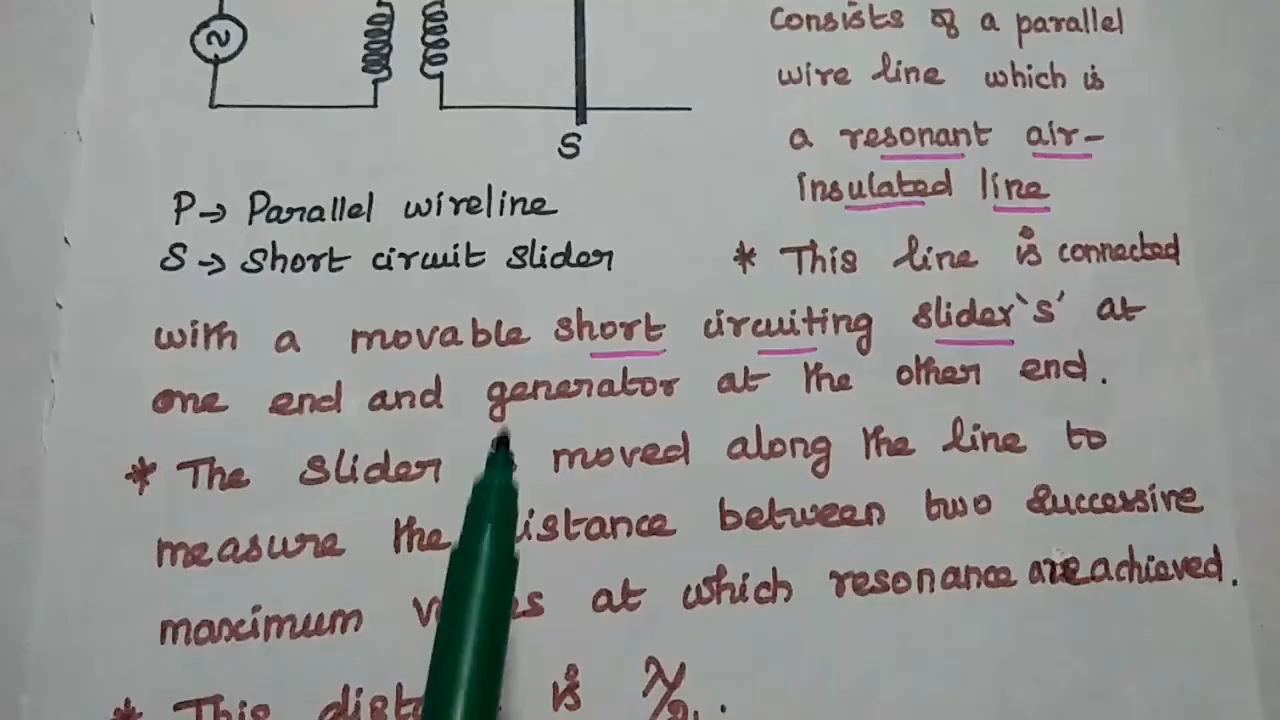 Consists of a parallel
wire line which is
a resonant air-
insulated line
S
P→ Parallel wireline
S→ Short circuit slider
* This line is connected
with a movable short circuiting slider 's' at
one end and generator at the other end.
* The slider moved along the line to
measure the distance between two successive
maximum at which resonance are achieved.
* This is λ/2.